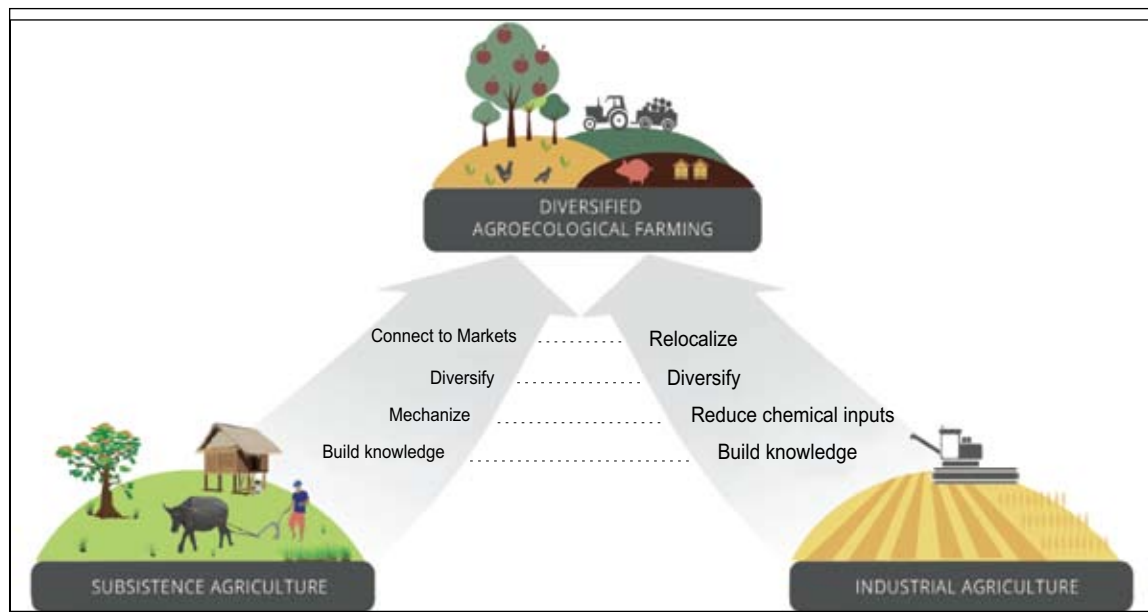 DIVERSIFIED
AGROECOLOGICAL FARMING
Connect to Markets ............ Relocalize
Diversify .................. Diversify
Mechanize .................... Reduce chemical inputs
Build knowledge ................................ Build knowledge
SUBSISTENCE AGRICULTURE
INDUSTRIAL AGRICULTURE